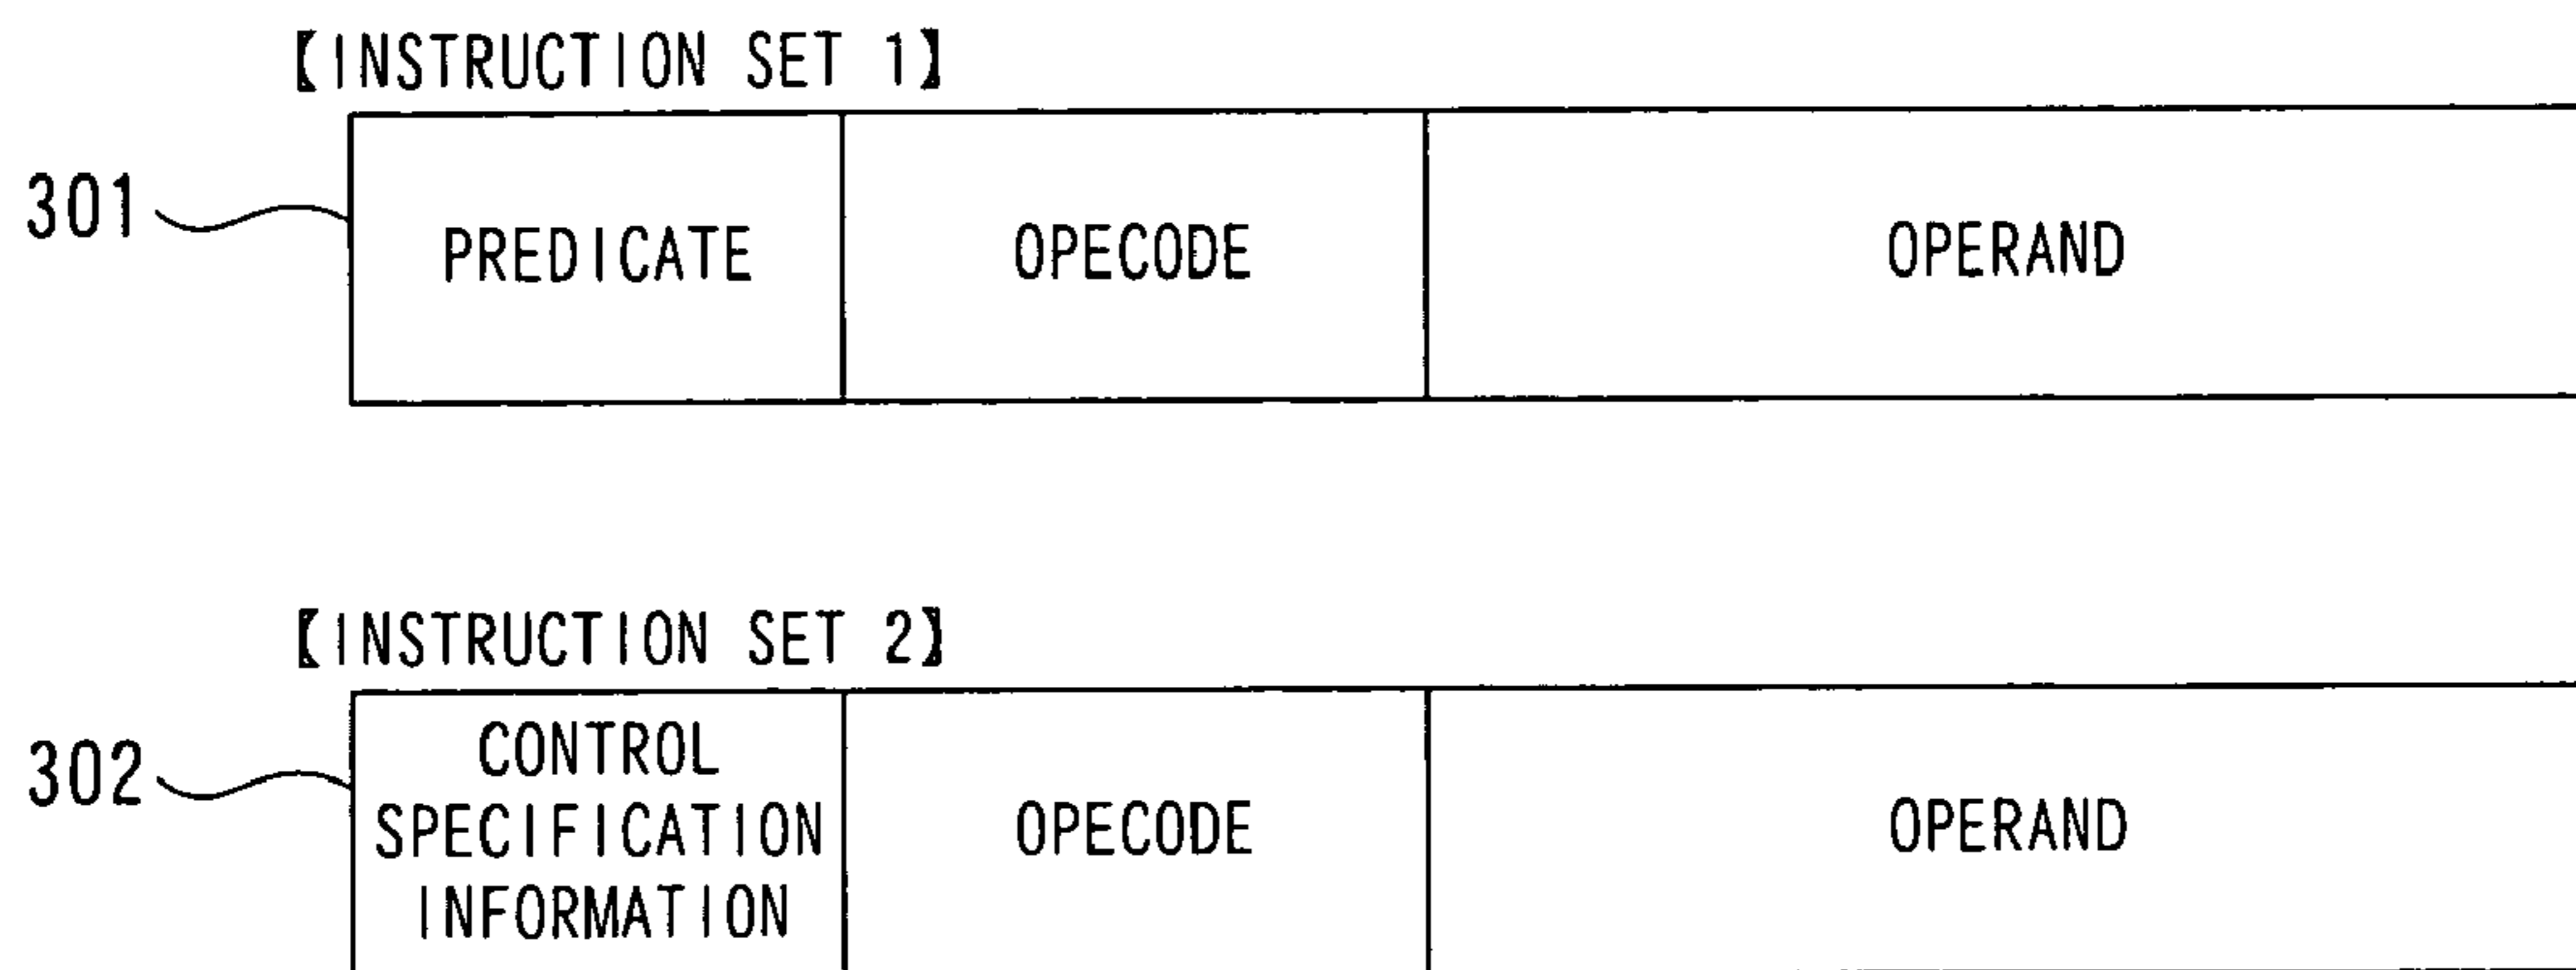 【INSTRUCTION SET 1】
301
PREDICATE OPECODE OPERAND
【INSTRUCTION SET 2】
302
CONTROL
SPECIFICATION
INFORMATION
OPECODE OPERAND